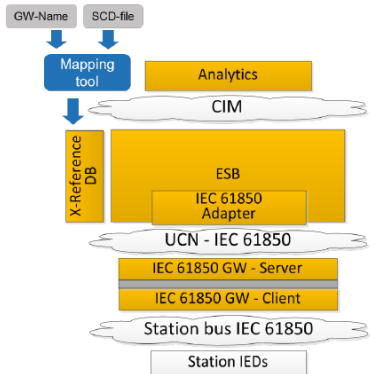 GW-Name
SCD-file
Mapping
tool
Analytics
CIM
X-Reference
DB
ESB
IEC 61850
Adapter
UCN - IEC 61850
IEC 61850 GW - Server
IEC 61850 GW - Client
Station bus IEC 61850
Station IEDs